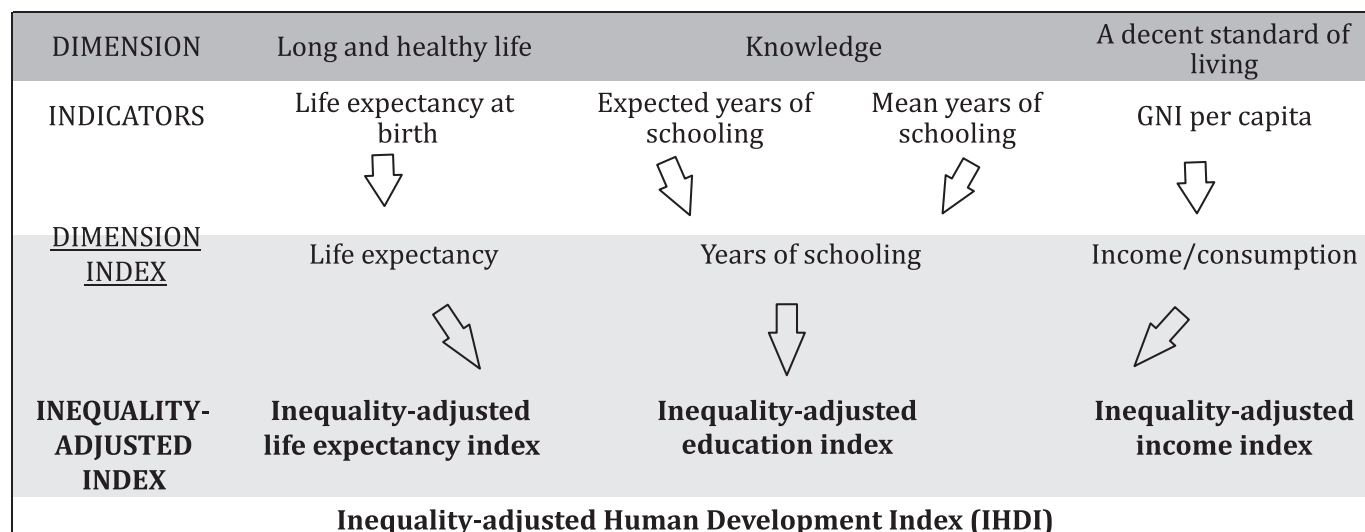 DIMENSION Long and healthy life Knowledge A decent standard of
living
INDICATORS Life expectancy at
birth Expected years of
schooling Mean years of
schooling GNI per capita
DIMENSION
INDEX Life expectancy Years of schooling Income/consumption
INEQUALITY-
ADJUSTED
INDEX Inequality-adjusted
life expectancy index Inequality-adjusted
education index Inequality-adjusted
income index
Inequality-adjusted Human Development Index (IHDI)